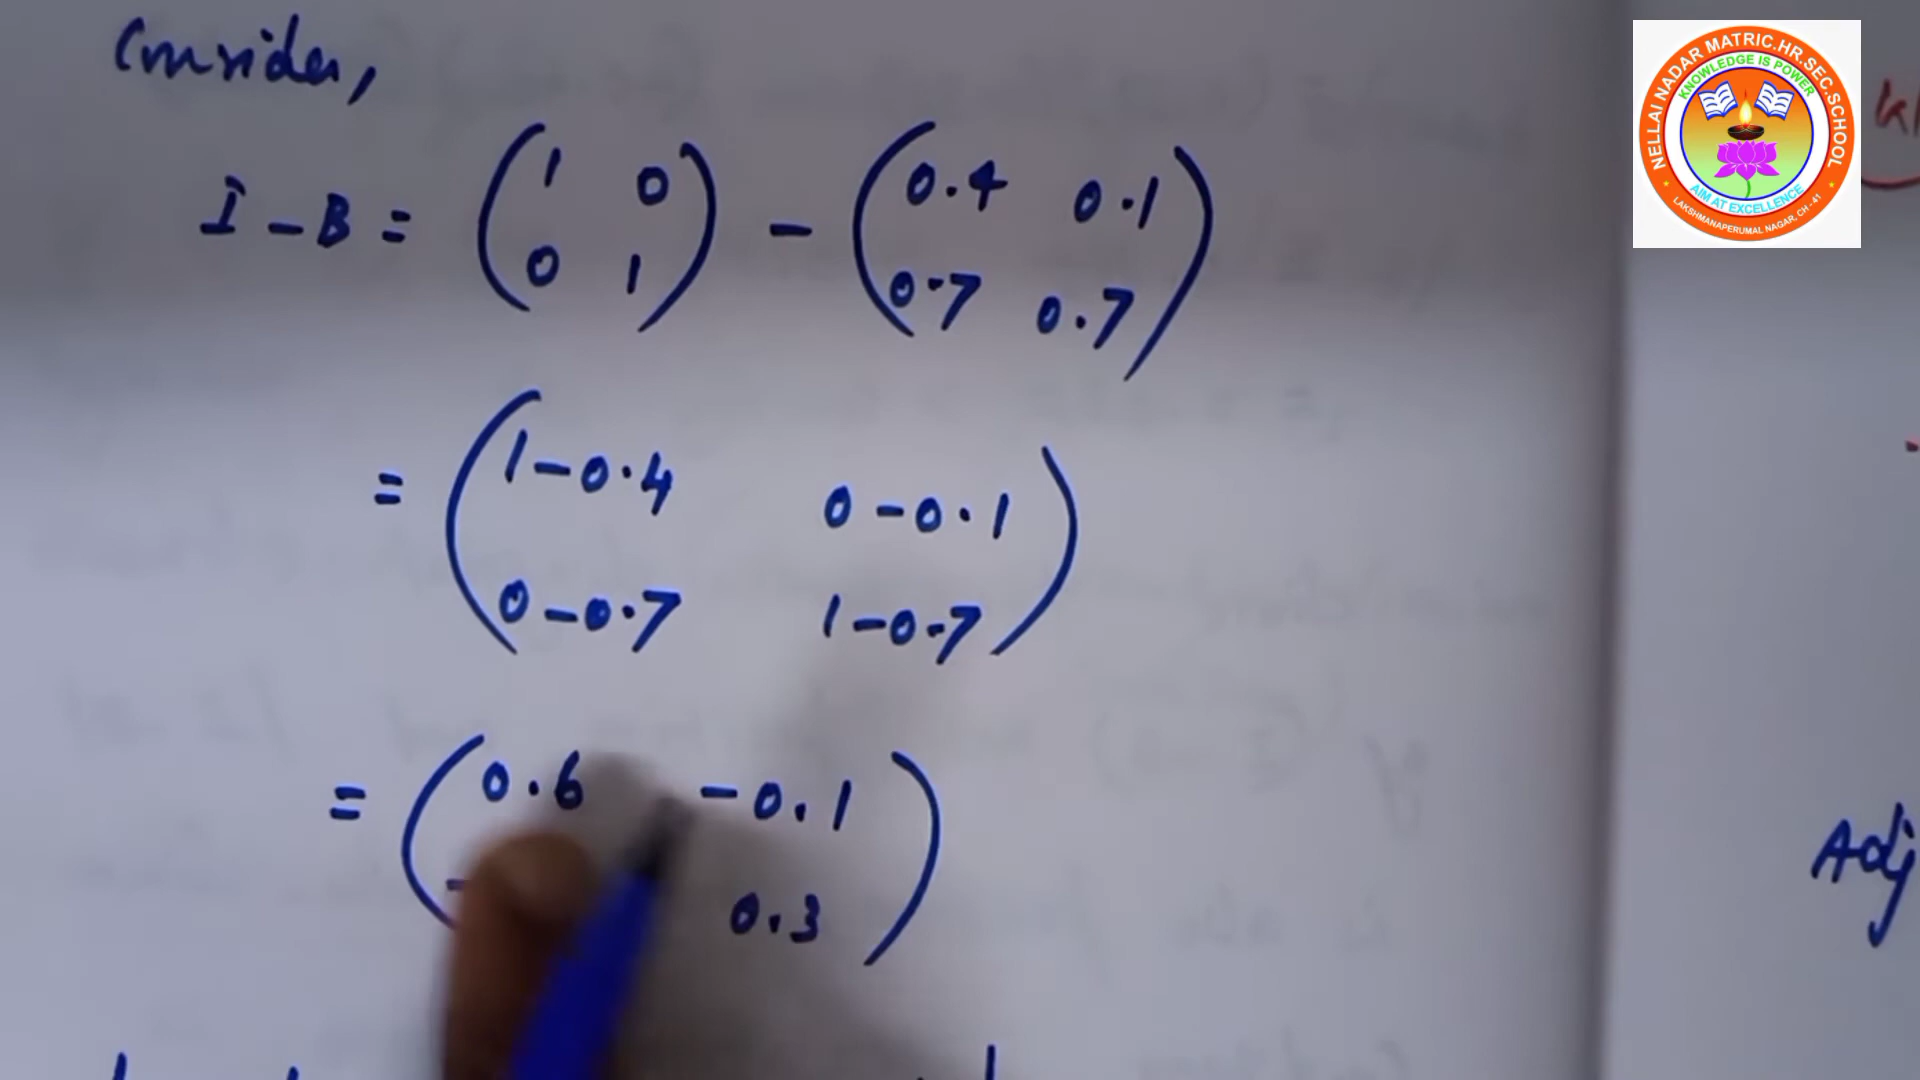 Consider,
I - B = ( 1 0 ) - ( 0.4 0.1 )
( 0 1 ) ( 0.7 0.7 )
= ( 1 - 0.4 0 - 0.1 )
( 0 - 0.7 1 - 0.7 )
= ( 0.6 - 0.1 )
( - 0.3 )
Adj
NELLAI NADAR MATRIC.HR.SEC.SCHOOL
KNOWLEDGE IS POWER
AIM AT EXCELLENCE
LAKSHMANAPERUMAL NAGAR, CH - 41